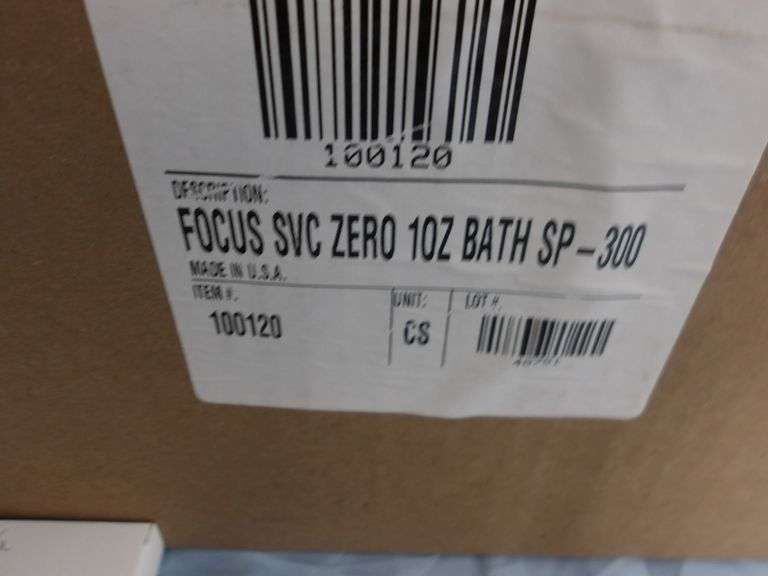 100120
DESCRIPTION:
FOCUS SVC ZERO 1OZ BATH SP-300
MADE IN U.S.A.
ITEM #: UNIT: LOT #:
100120 CS